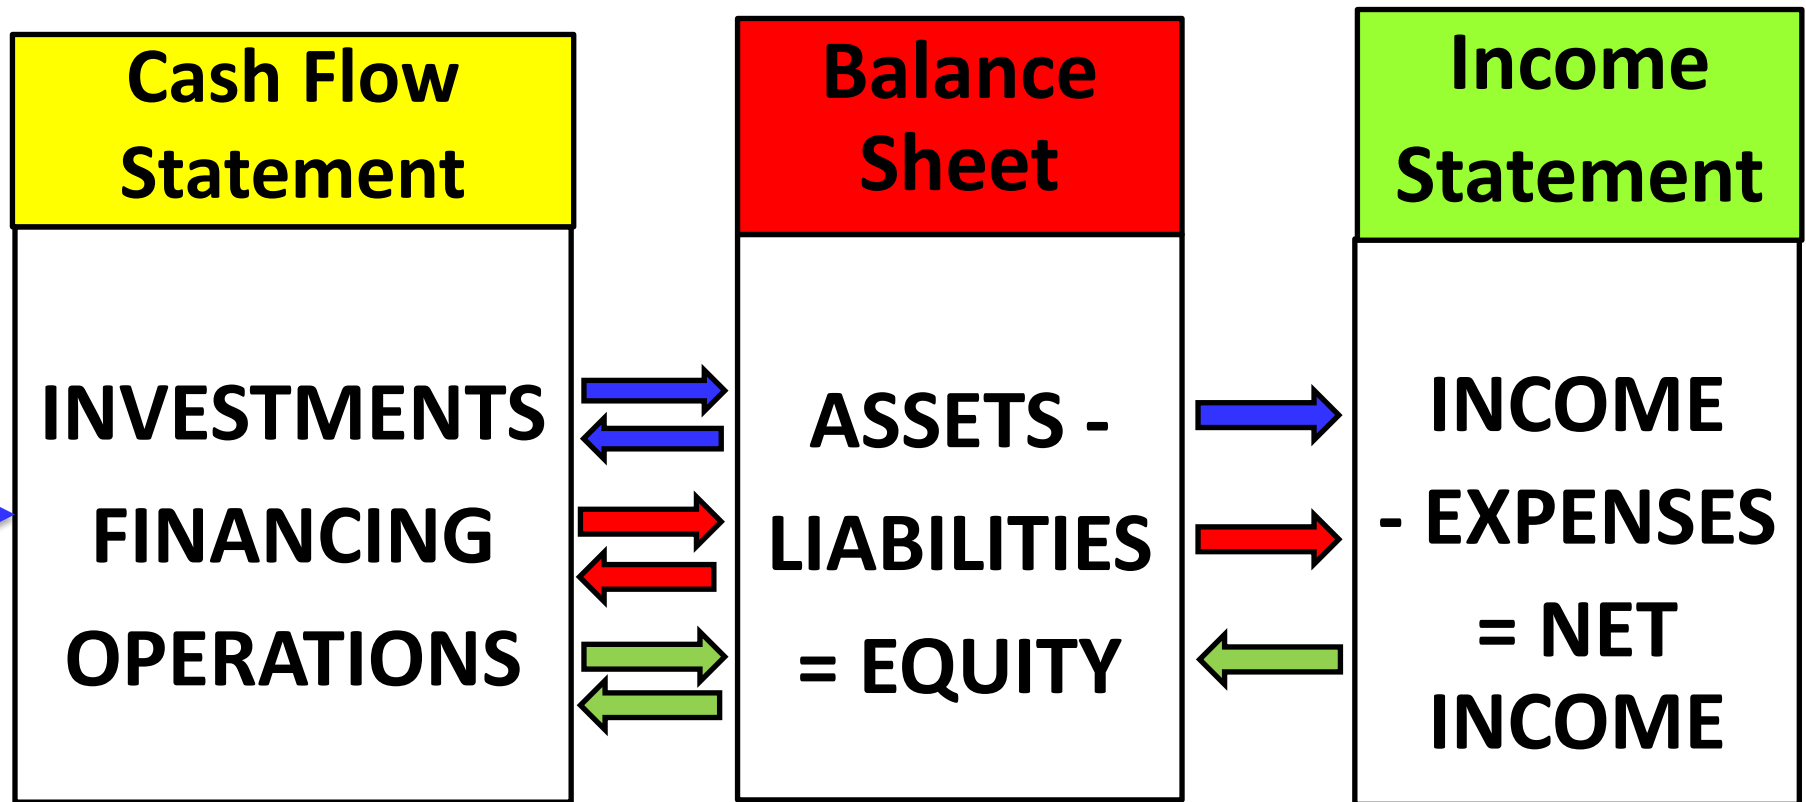 Cash Flow
Statement
INVESTMENTS
FINANCING
OPERATIONS
Balance
Sheet
ASSETS -
LIABILITIES
= EQUITY
Income
Statement
INCOME
- EXPENSES
= NET
INCOME